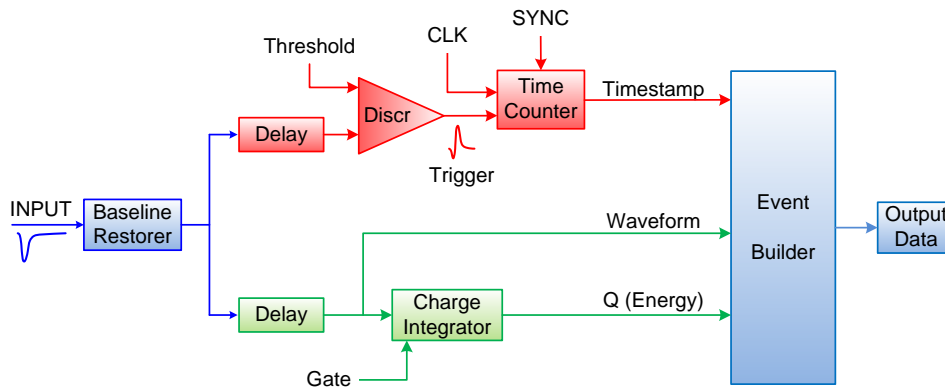 SYNC
Threshold
CLK
Time
Counter
Timestamp
Discr
Delay
Trigger
INPUT
Baseline
Restorer
Waveform
Event
Builder
Output
Data
Delay
Charge
Integrator
Q (Energy)
Gate